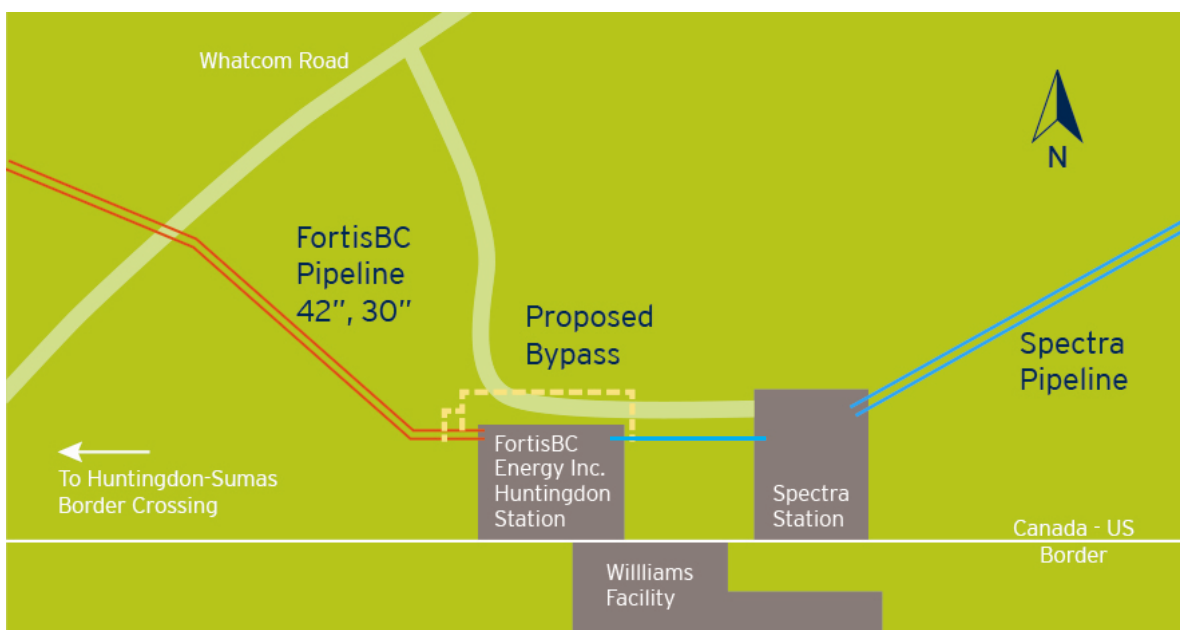 Whatcom Road
N
FortisBC
Pipeline
42”, 30”
Proposed
Bypass
Spectra
Pipeline
FortisBC
Energy Inc.
Huntingdon
Station
To Huntingdon-Sumas
Border Crossing
Spectra
Station
Canada - US
Border
Willliams
Facility